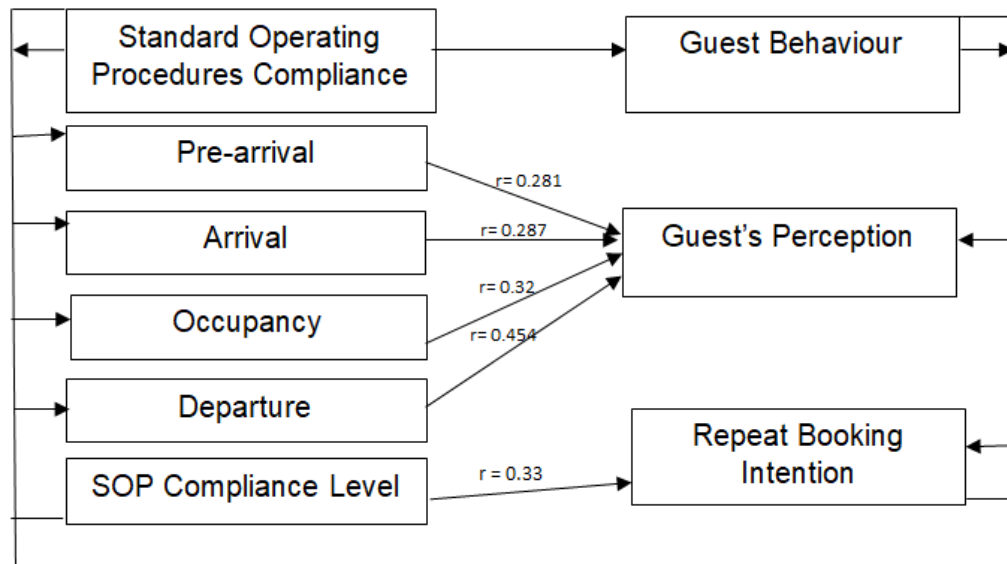 Standard Operating
Procedures Compliance
Guest Behaviour
Pre-arrival
r= 0.281
Arrival
r= 0.287
Guest’s Perception
Occupancy
r= 0.32
r= 0.454
Departure
Repeat Booking
Intention
SOP Compliance Level
r = 0.33